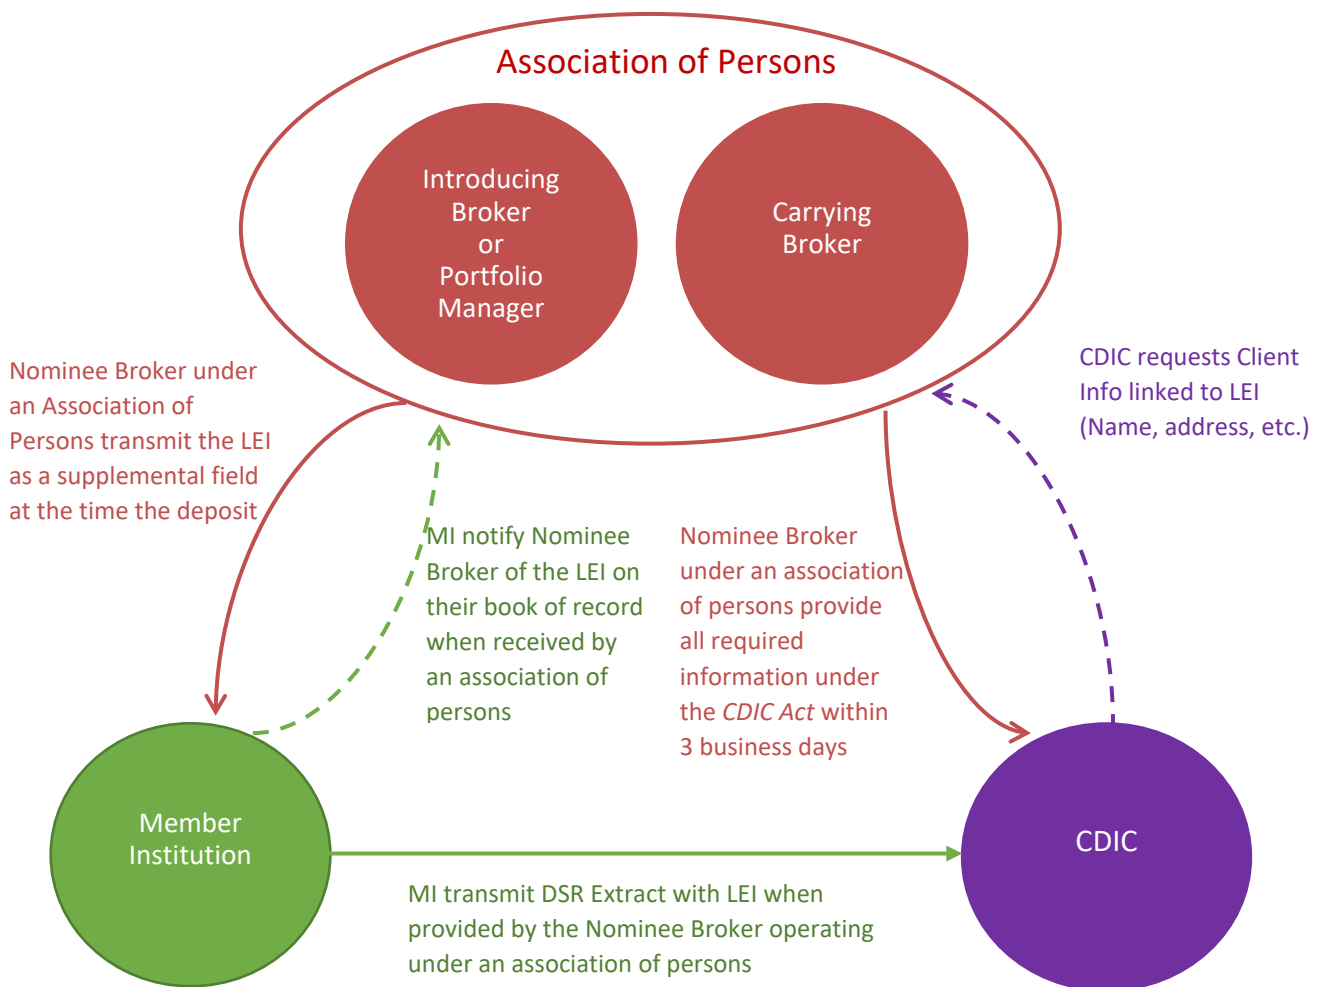 Association of Persons
Introducing
Broker
or
Portfolio
Manager
Carrying
Broker
Nominee Broker under
an Association of
Persons transmit the LEI
as a supplemental field
at the time the deposit
CDIC requests Client
Info linked to LEI
(Name, address, etc.)
MI notify Nominee
Broker of the LEI on
their book of record
when received by
an association of
persons
Nominee Broker
under an association
of persons provide
all required
information under
the CDIC Act within
3 business days
Member
Institution
CDIC
MI transmit DSR Extract with LEI when
provided by the Nominee Broker operating
under an association of persons